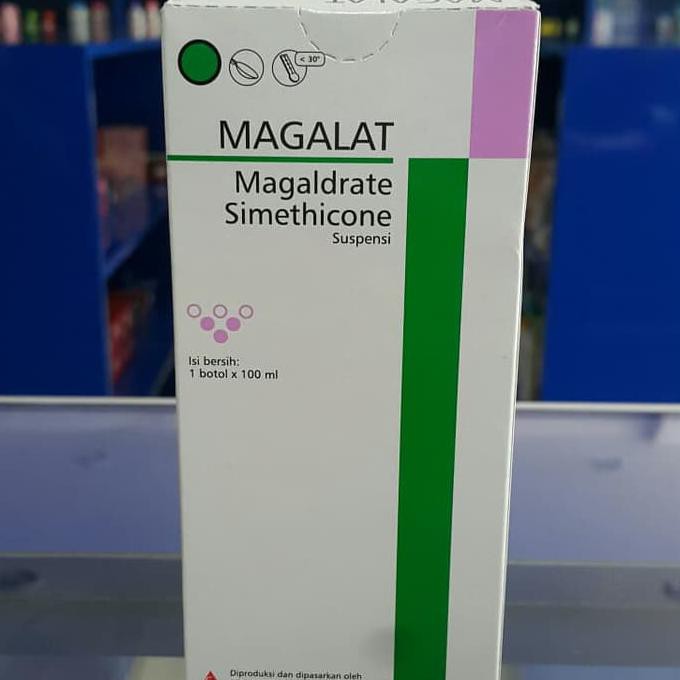 < 30°
MAGALAT
Magaldrate
Simethicone
Suspensi
Isi bersih:
1 botol x 100 ml
Diproduksi dan dipasarkan oleh